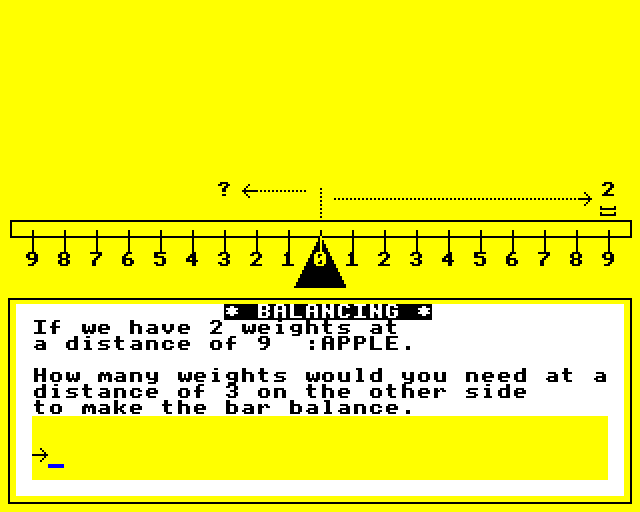 ? 2
9 8 7 6 5 4 3 2 1 0 1 2 3 4 5 6 7 8 9
* BALANCING *
If we have 2 weights at
a distance of 9  :APPLE.
How many weights would you need at a
distance of 3 on the other side
to make the bar balance.